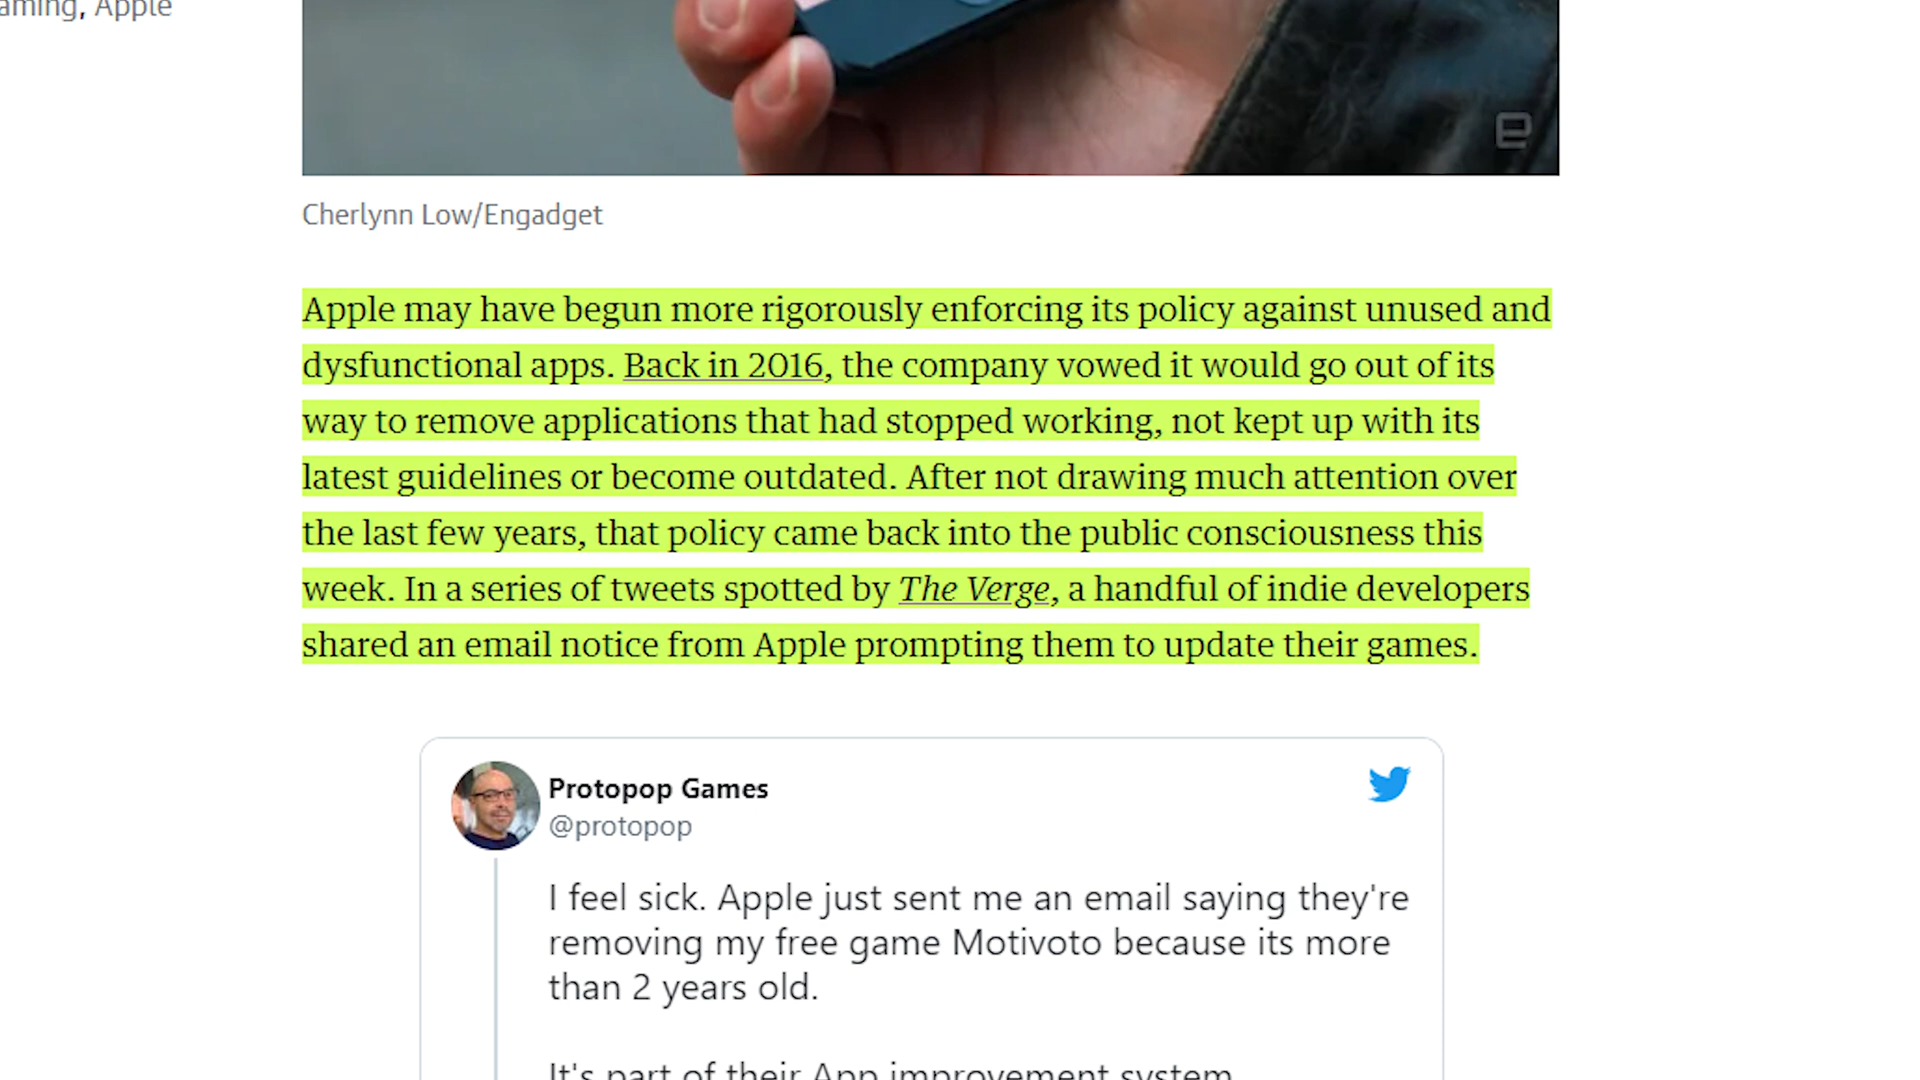 aming, Apple
Cherlynn Low/Engadget
Apple may have begun more rigorously enforcing its policy against unused and
dysfunctional apps. Back in 2016, the company vowed it would go out of its
way to remove applications that had stopped working, not kept up with its
latest guidelines or become outdated. After not drawing much attention over
the last few years, that policy came back into the public consciousness this
week. In a series of tweets spotted by The Verge, a handful of indie developers
shared an email notice from Apple prompting them to update their games.
Protopop Games
@protopop
I feel sick. Apple just sent me an email saying they're
removing my free game Motivoto because its more
than 2 years old.
It's part of their App improvement system.